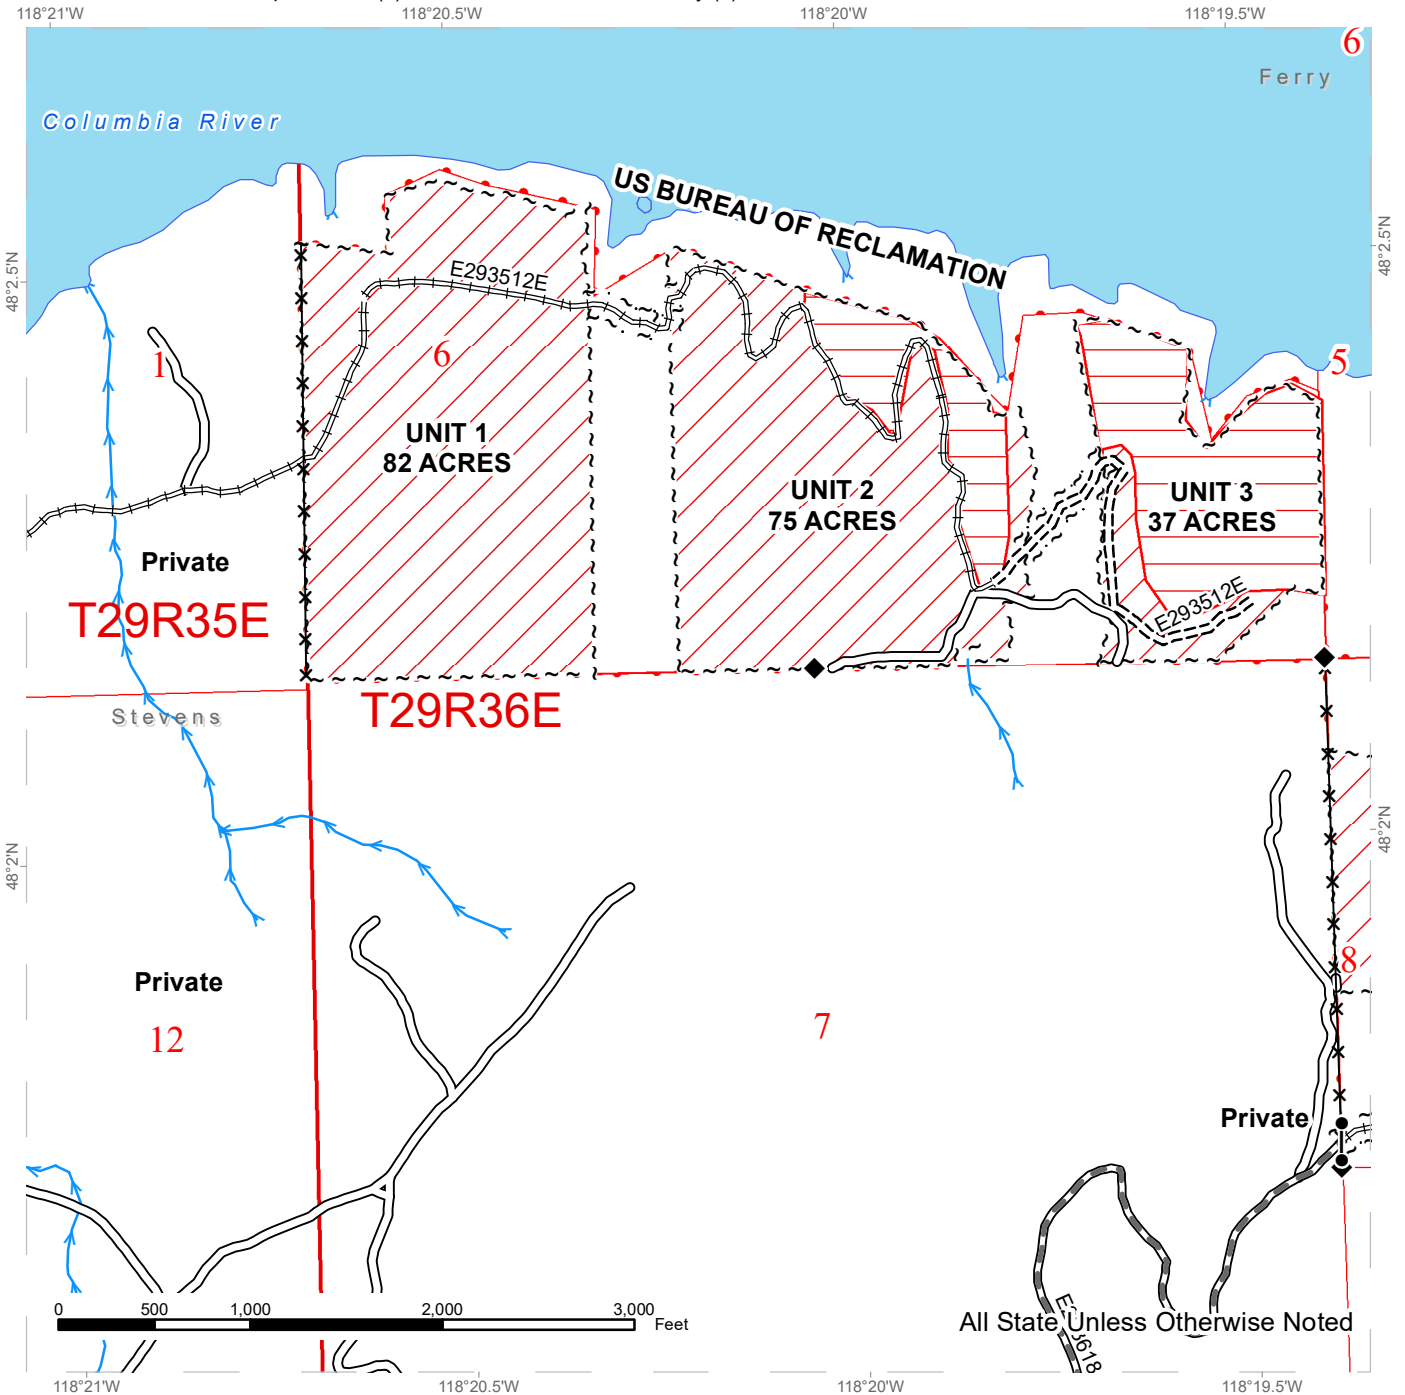 118°21'W 118°20.5'W 118°20'W 118°19.5'W
6
Ferry
Columbia River
US BUREAU OF RECLAMATION
48°2.5'N
48°2.5'N
E293512E
1
6
5
UNIT 1
82 ACRES
UNIT 2
75 ACRES
UNIT 3
37 ACRES
Private
E293512E
T29R35E
T29R36E
Stevens
48°2'N
48°2'N
8
Private
12
7
Private
0 500 1,000 2,000 3,000
Feet
All State Unless Otherwise Noted
118°21'W 118°20.5'W 118°20'W 118°19.5'W